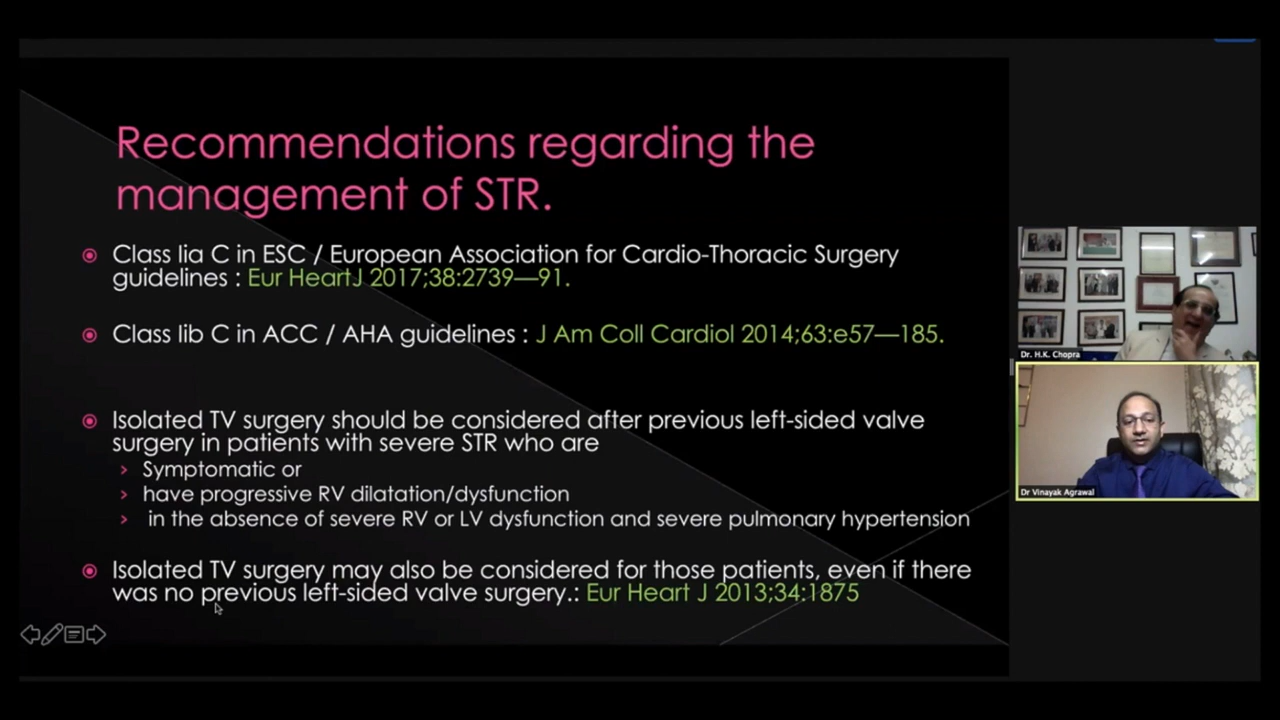 Recommendations regarding the
management of STR.
Class Iia C in ESC / European Association for Cardio-Thoracic Surgery
guidelines : Eur HeartJ 2017;38:2739—91.
Class Iib C in ACC / AHA guidelines : J Am Coll Cardiol 2014;63:e57—185.
Isolated TV surgery should be considered after previous left-sided valve
surgery in patients with severe STR who are
Symptomatic or
have progressive RV dilatation/dysfunction
in the absence of severe RV or LV dysfunction and severe pulmonary hypertension
Isolated TV surgery may also be considered for those patients, even if there
was no previous left-sided valve surgery.: Eur Heart J 2013;34:1875
Dr. H.K. Chopra
Dr Vinayak Agrawal